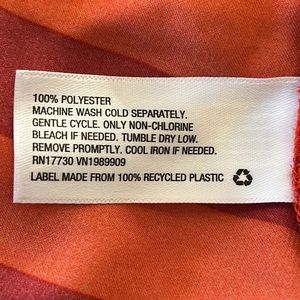 100% POLYESTER
MACHINE WASH COLD SEPARATELY.
GENTLE CYCLE. ONLY NON-CHLORINE
BLEACH IF NEEDED. TUMBLE DRY LOW.
REMOVE PROMPTLY. COOL IRON IF NEEDED.
RN17730 VN1989909
LABEL MADE FROM 100% RECYCLED PLASTIC